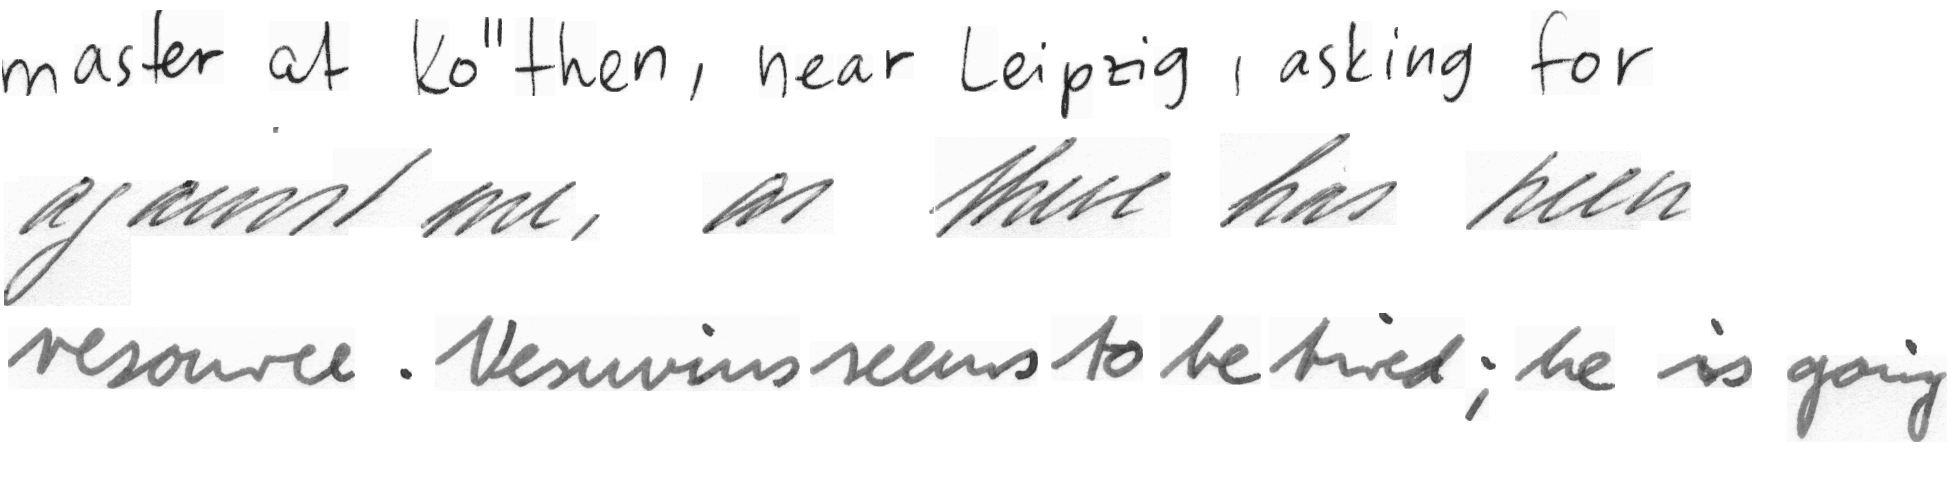 master at Ko"then, near Leipzig, asking for
against me, as there has been
resource. Vesuvius seems to be tired; he is going